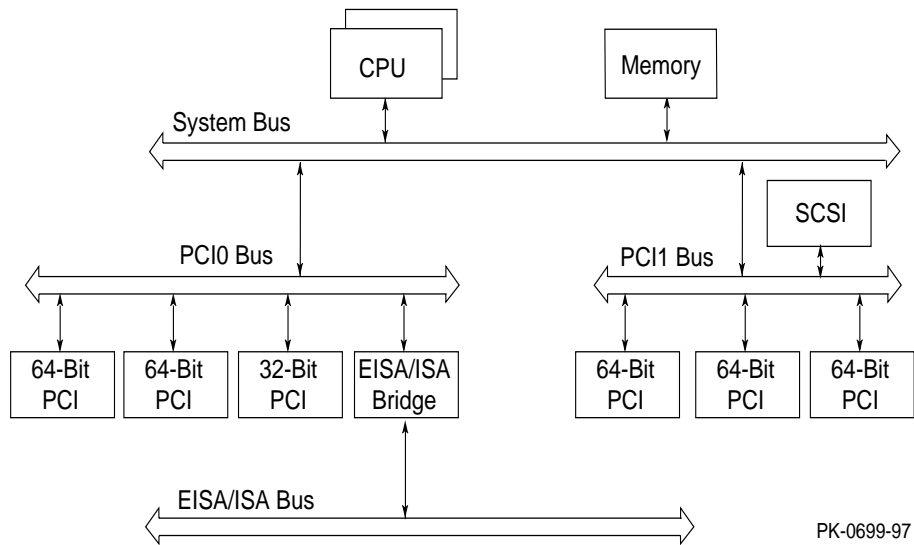 CPU
Memory
System Bus
SCSI
PCI0 Bus
PCI1 Bus
64-Bit
PCI
64-Bit
PCI
32-Bit
PCI
EISA/ISA
Bridge
64-Bit
PCI
64-Bit
PCI
64-Bit
PCI
EISA/ISA Bus
PK-0699-97